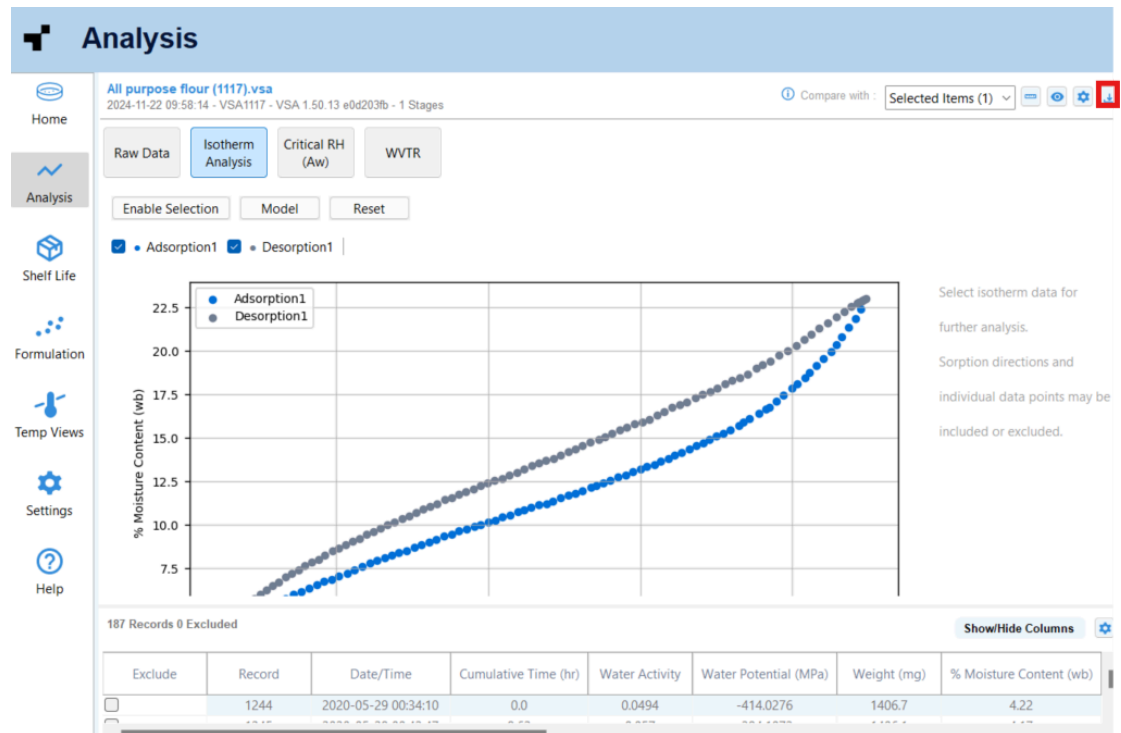 Analysis
Home
Analysis
Shelf Life
Formulation
Temp Views
Settings
Help
All purpose flour (1117).vsa
2024-11-22 09:58:14 - VSA1117 - VSA 1.50.13 e0d203fb - 1 Stages
Compare with :
Selected Items (1)
Raw Data
Isotherm
Analysis
Critical RH
(Aw)
WVTR
Enable Selection
Model
Reset
Adsorption1
Desorption1
Adsorption1
Desorption1
% Moisture Content (wb)
22.5
20.0
17.5
15.0
12.5
10.0
7.5
Select isotherm data for
further analysis.
Sorption directions and
individual data points may be
included or excluded.
187 Records 0 Excluded
Show/Hide Columns
Exclude Record Date/Time Cumulative Time (hr) Water Activity Water Potential (MPa) Weight (mg) % Moisture Content (wb)
1244 2020-05-29 00:34:10 0.0 0.0494 -414.0276 1406.7 4.22